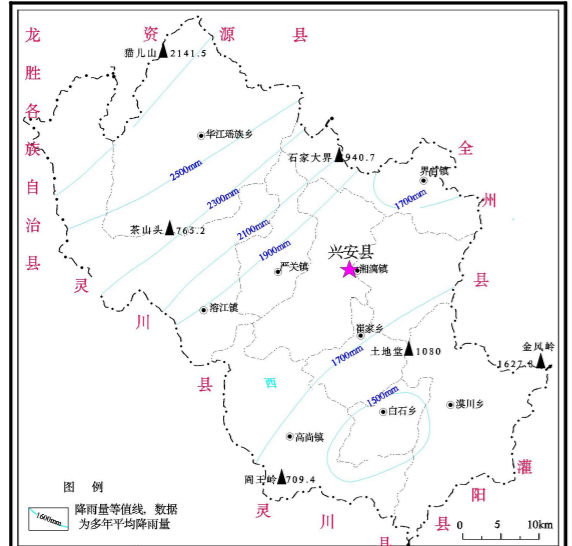 龙胜各族自治县
资源县
猫儿山 2141.5
华江瑶族乡
2500mm
石家大界 940.7
全州县
界首镇
1700mm
2300mm
茶山头 763.2
2100mm
1900mm
兴安县
严关镇
湘漓镇
灵川县
溶江镇
崔家乡
土地堂 1080
金凤岭
1627.3
1700mm
西
1500mm
白石乡
漠川乡
高尚镇
阎王岭 709.4
灌阳县
灵川县
图 例
1600mm
降雨量等值线，数据
为多年平均降雨量
0 5 10km